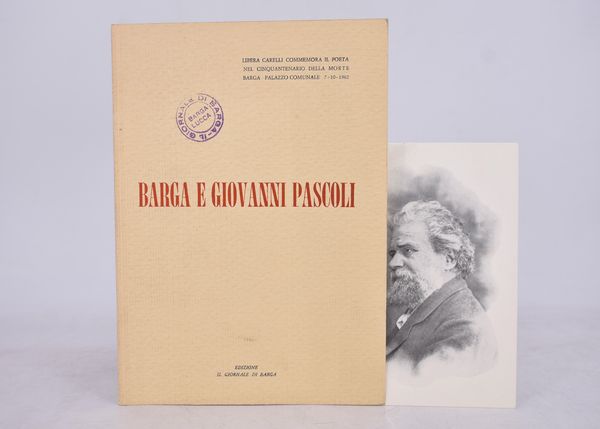 LIBERA CARELLI COMMEMORA IL POETA
NEL CINQUANTENARIO DELLA MORTE
BARGA PALAZZO COMUNALE 7-10-1962
IL GIORNALE DI BARGA
BARGA
LUCCA
BARGA E GIOVANNI PASCOLI
EDIZIONE
IL GIORNALE DI BARGA